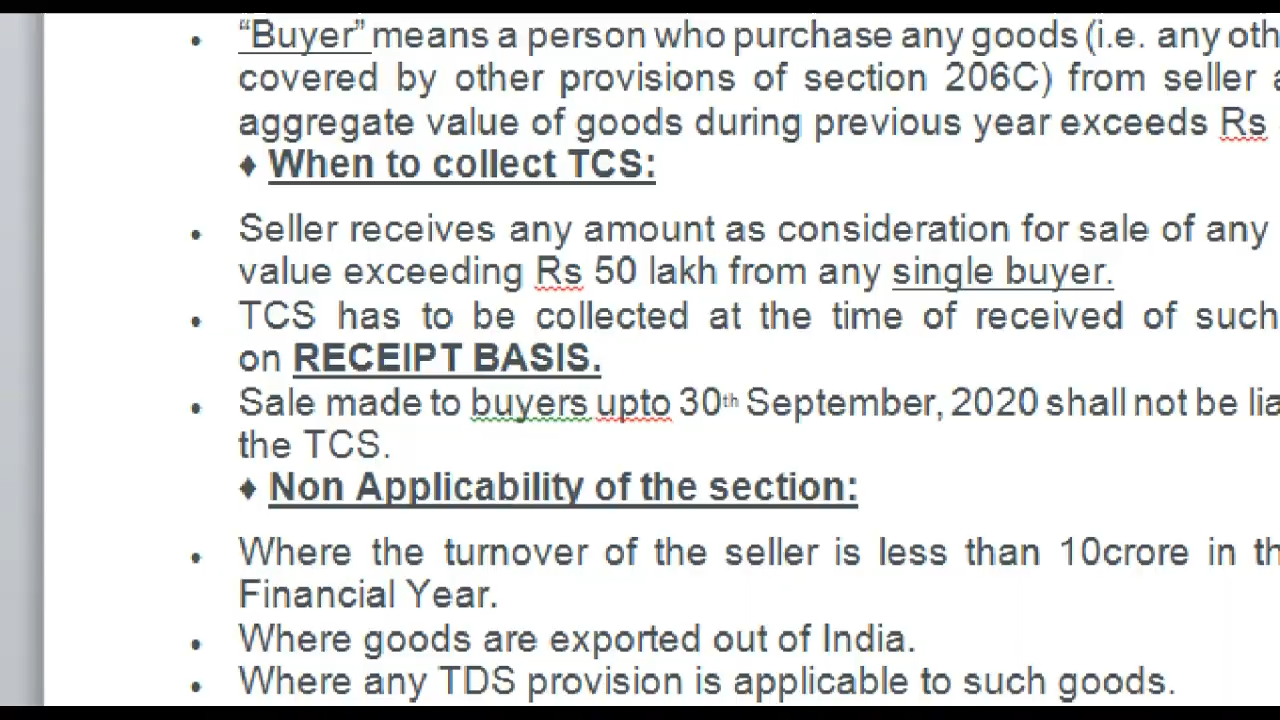 • “Buyer” means a person who purchase any goods (i.e. any oth
covered by other provisions of section 206C) from seller a
aggregate value of goods during previous year exceeds Rs
♦ When to collect TCS:
• Seller receives any amount as consideration for sale of any
value exceeding Rs 50 lakh from any single buyer.
• TCS has to be collected at the time of received of such
on RECEIPT BASIS.
• Sale made to buyers upto 30th September, 2020 shall not be lia
the TCS.
♦ Non Applicability of the section:
• Where the turnover of the seller is less than 10crore in th
Financial Year.
• Where goods are exported out of India.
• Where any TDS provision is applicable to such goods.